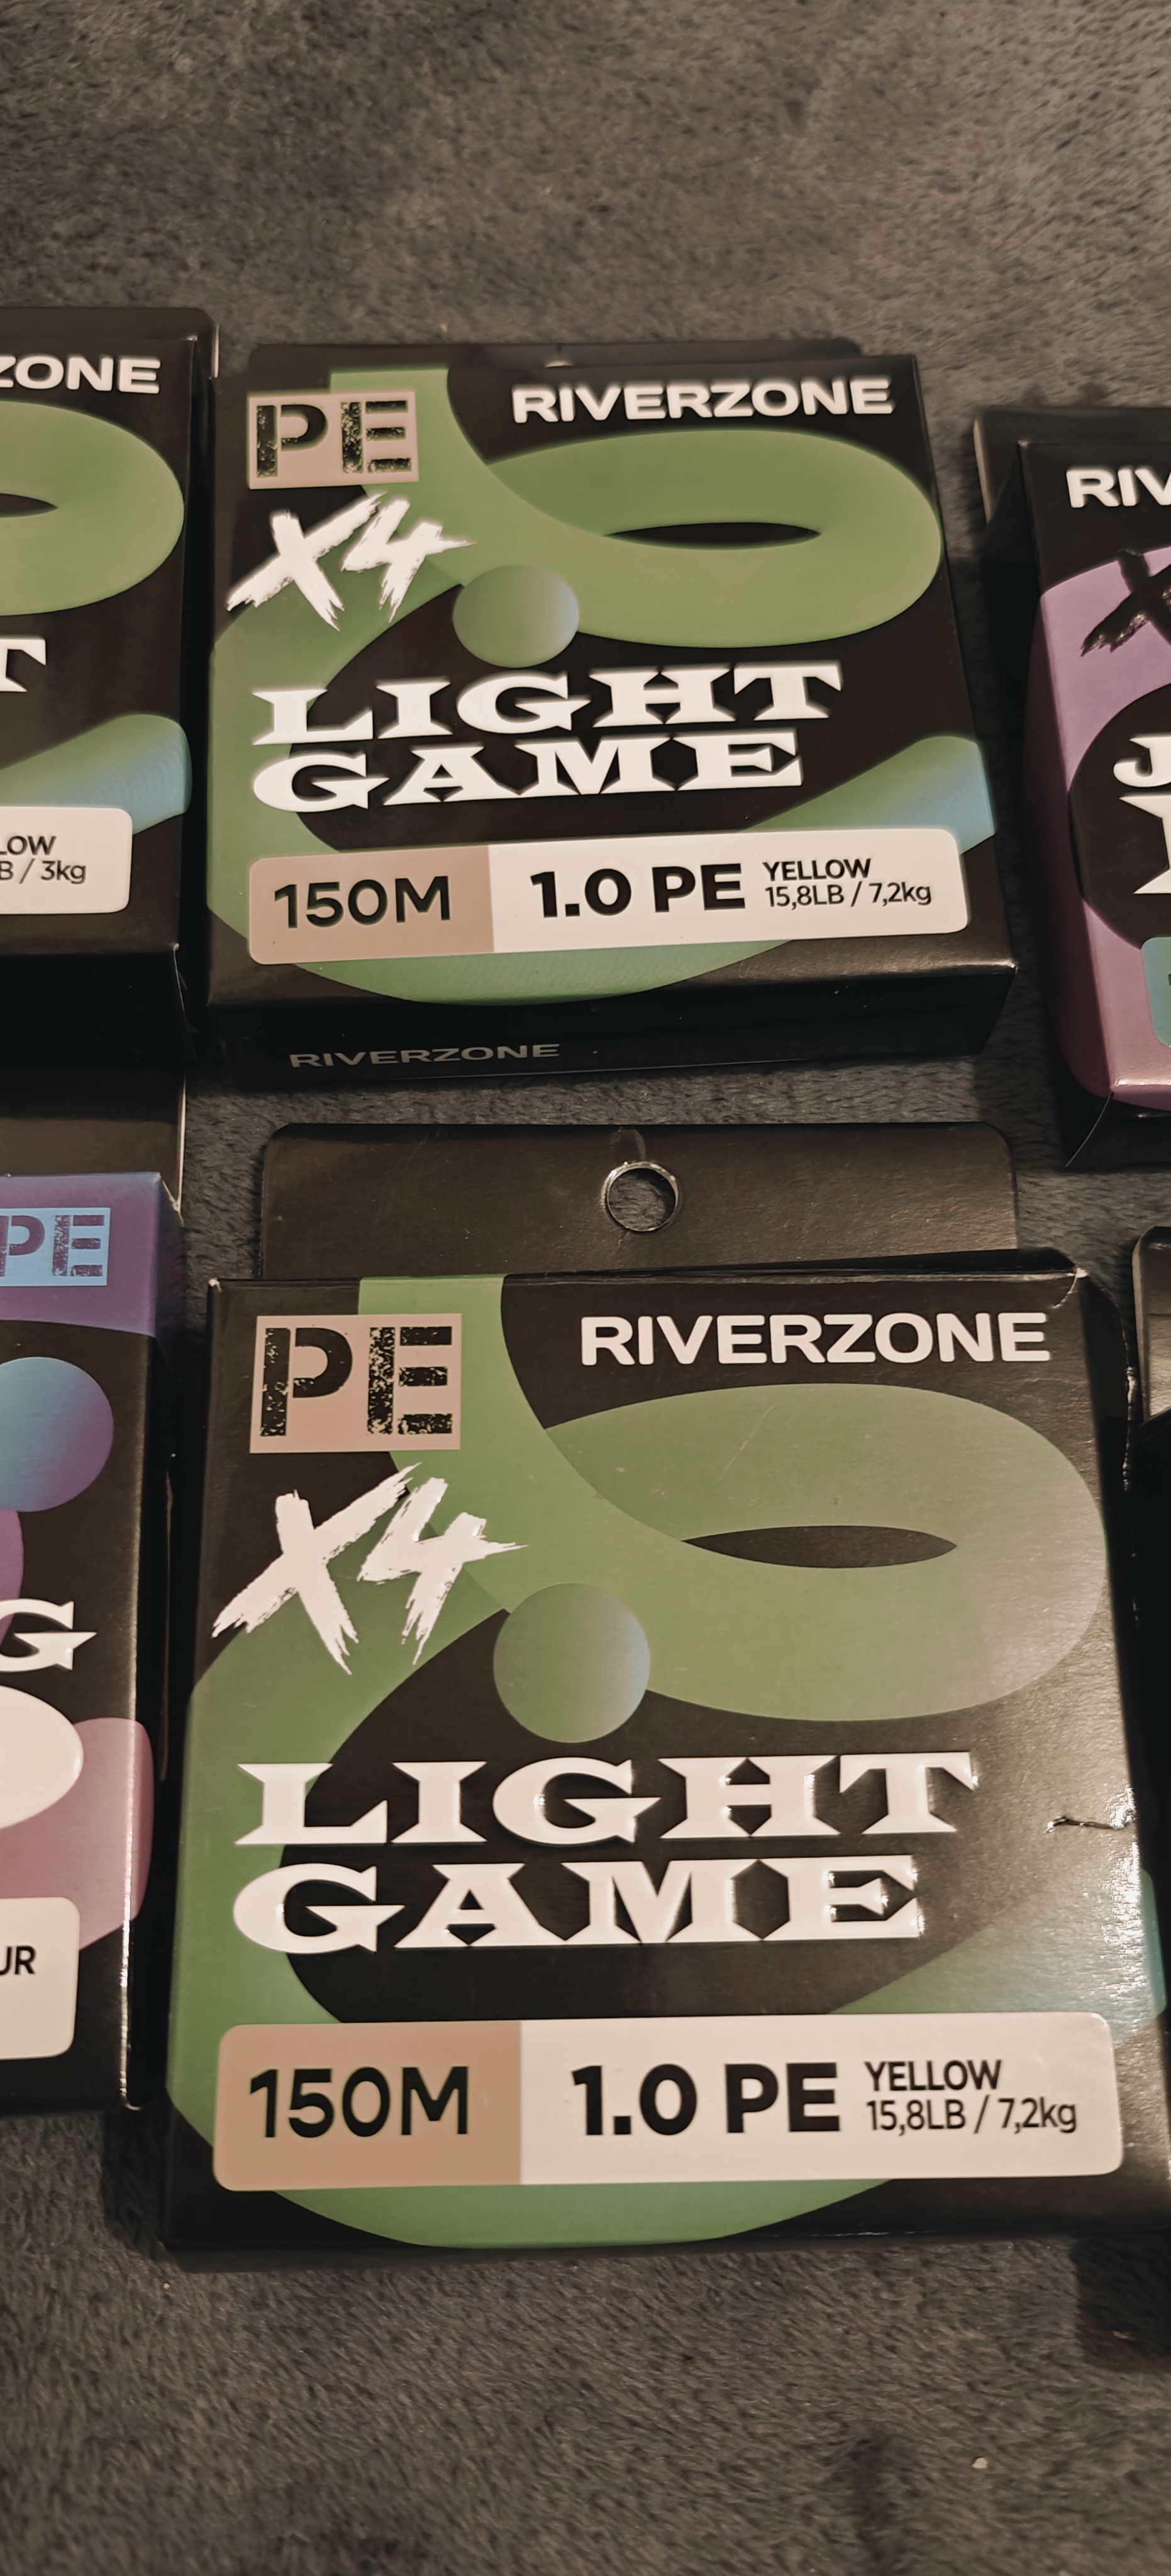 ZONE
PE
RIVERZONE
X4
LIGHT
GAME
150M
1.0 PE
YELLOW
15,8LB / 7,2kg
RIVERZONE
LOW
B / 3kg
RIV
X
J
PE
G
UR
PE
RIVERZONE
X4
LIGHT
GAME
150M
1.0 PE
YELLOW
15,8LB / 7,2kg